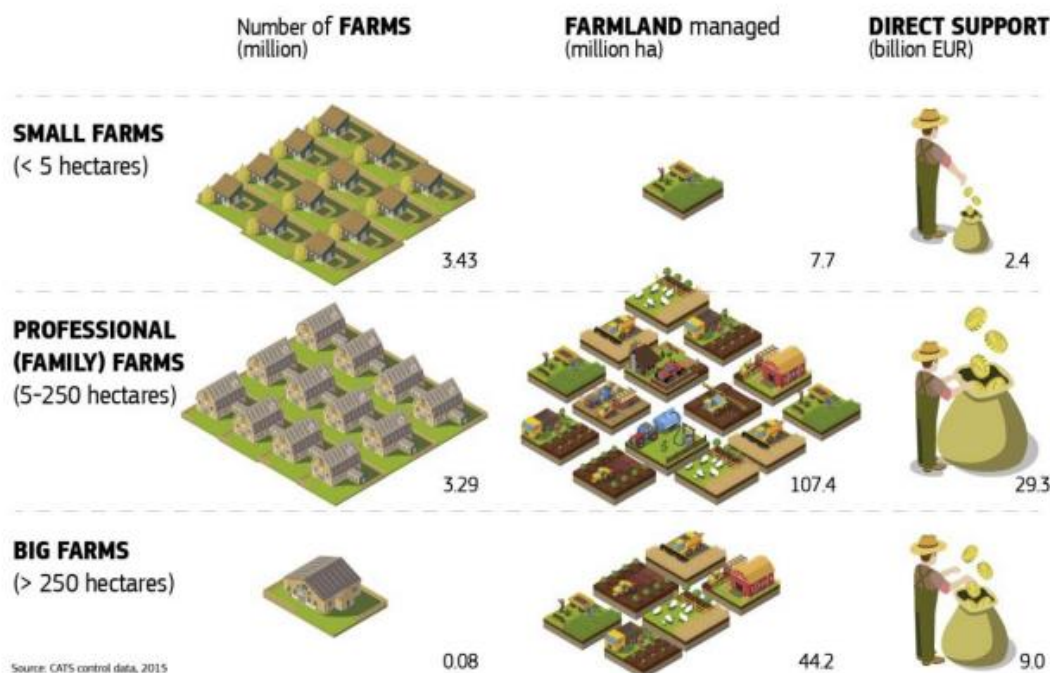 Number of FARMS
(million)
FARMLAND managed
(million ha)
DIRECT SUPPORT
(billion EUR)
SMALL FARMS
(< 5 hectares)
3.43
7.7
2.4
PROFESSIONAL
(FAMILY) FARMS
(5-250 hectares)
3.29
107.4
29.3
BIG FARMS
(> 250 hectares)
0.08
44.2
9.0
Source: CATS control data, 2015